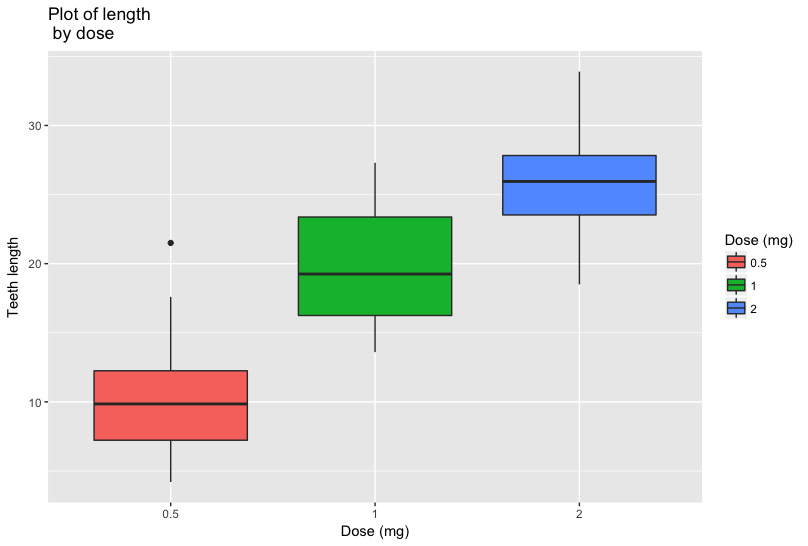 Plot of length
by dose
Teeth length
30
20
10
0.5
1
2
Dose (mg)
Dose (mg)
0.5
1
2